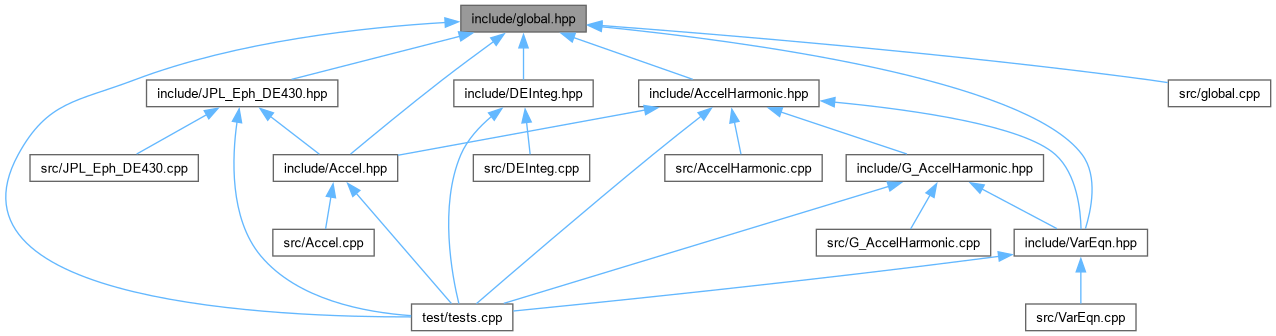 include/global.hpp
include/JPL_Eph_DE430.hpp
include/DEInteg.hpp
include/AccelHarmonic.hpp
src/global.cpp
src/JPL_Eph_DE430.cpp
include/Accel.hpp
src/DEInteg.cpp
src/AccelHarmonic.cpp
include/G_AccelHarmonic.hpp
src/Accel.cpp
src/G_AccelHarmonic.cpp
include/VarEqn.hpp
test/tests.cpp
src/VarEqn.cpp